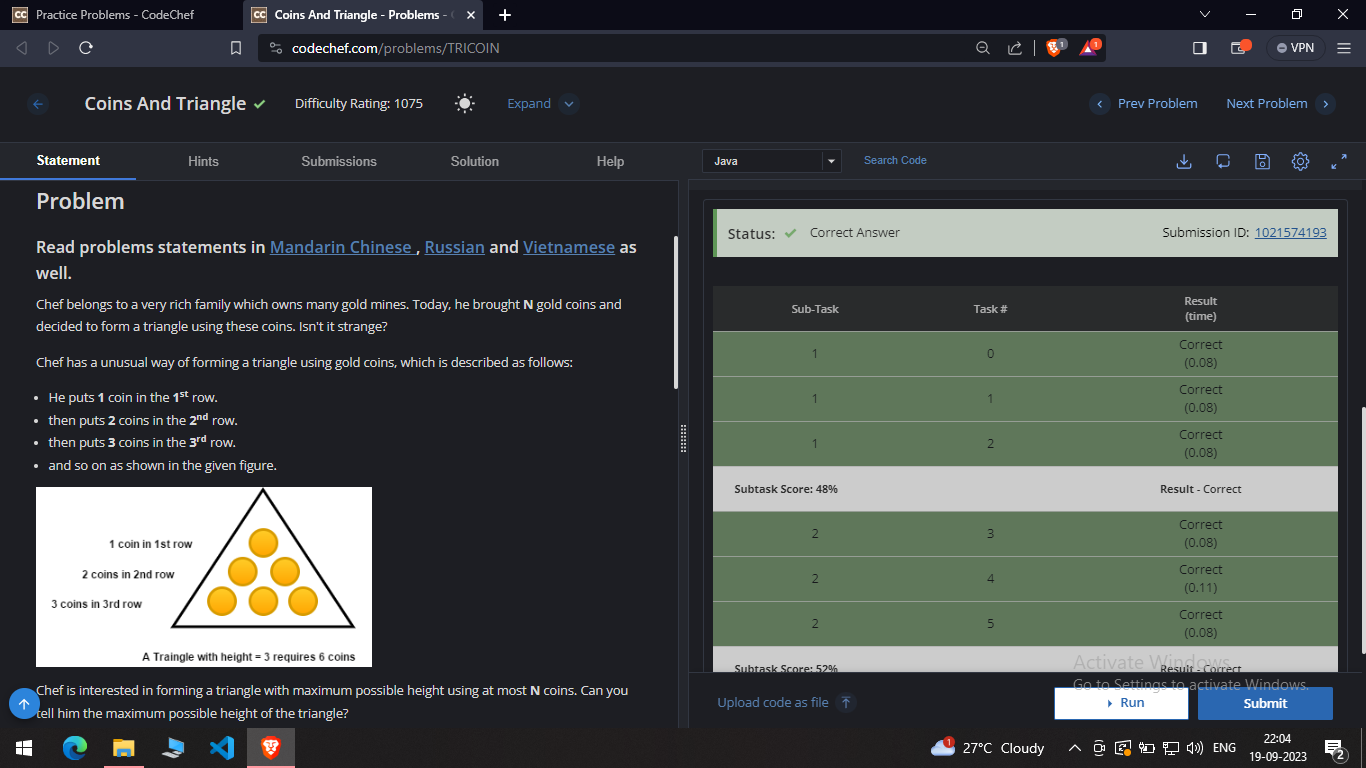 Practice Problems - CodeChef
Coins And Triangle - Problems -
codechef.com/problems/TRICOIN
1
1
VPN
Coins And Triangle
Difficulty Rating: 1075
Expand
Prev Problem
Next Problem
Statement
Hints
Submissions
Solution
Help
Java
Search Code
Problem
Read problems statements in Mandarin Chinese , Russian and Vietnamese as
well.
Chef belongs to a very rich family which owns many gold mines. Today, he brought N gold coins and
decided to form a triangle using these coins. Isn't it strange?
Chef has a unusual way of forming a triangle using gold coins, which is described as follows:
• He puts 1 coin in the 1st row.
• then puts 2 coins in the 2nd row.
• then puts 3 coins in the 3rd row.
• and so on as shown in the given figure.
1 coin in 1st row
2 coins in 2nd row
3 coins in 3rd row
A Traingle with height = 3 requires 6 coins
Chef is interested in forming a triangle with maximum possible height using at most N coins. Can you
tell him the maximum possible height of the triangle?
Status: Correct Answer
Submission ID: 1021574193
Sub-Task Task # Result
(time)
1 0 Correct
(0.08)
1 1 Correct
(0.08)
1 2 Correct
(0.08)
Subtask Score: 48% Result - Correct
2 3 Correct
(0.08)
2 4 Correct
(0.11)
2 5 Correct
(0.08)
Subtask Score: 52% Result - Correct
Activate Windows
Go to Settings to activate Windows.
Upload code as file
Run
Submit
1
27°C Cloudy
ENG
22:04
19-09-2023
2